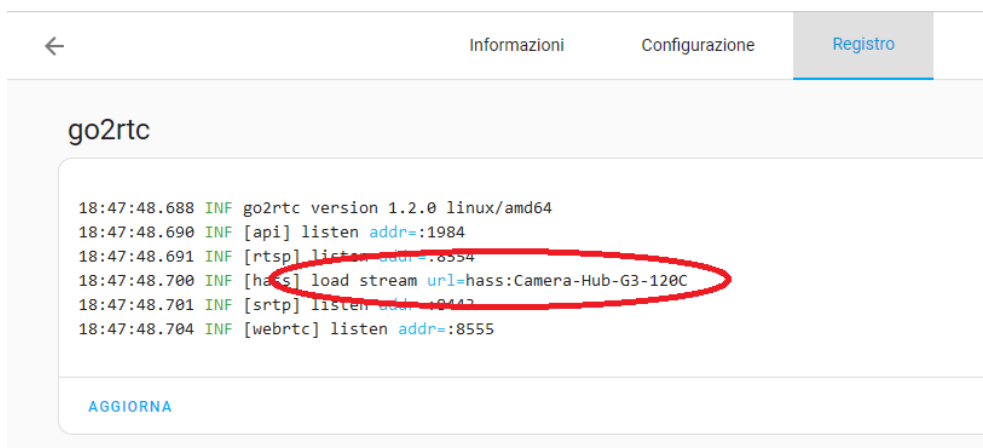 Informazioni Configurazione Registro
go2rtc
18:47:48.688 INF go2rtc version 1.2.0 linux/amd64
18:47:48.690 INF [api] listen addr=:1984
18:47:48.691 INF [rtsp] listen addr=:8554
18:47:48.700 INF [hass] load stream url=hass:Camera-Hub-G3-120C
18:47:48.701 INF [srtp] listen addr=:8443
18:47:48.704 INF [webrtc] listen addr=:8555
AGGIORNA